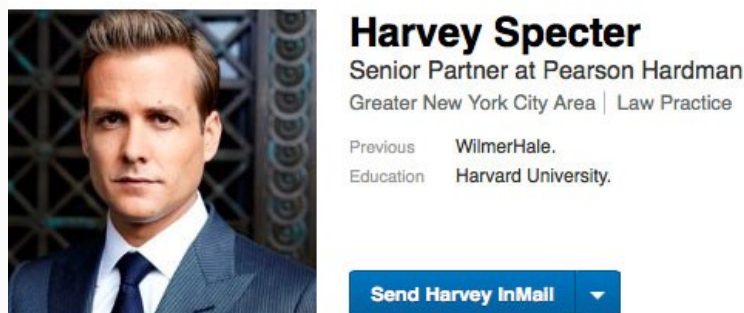 Harvey Specter
Senior Partner at Pearson Hardman
Greater New York City Area | Law Practice
Previous WilmerHale.
Education Harvard University.
Send Harvey InMail